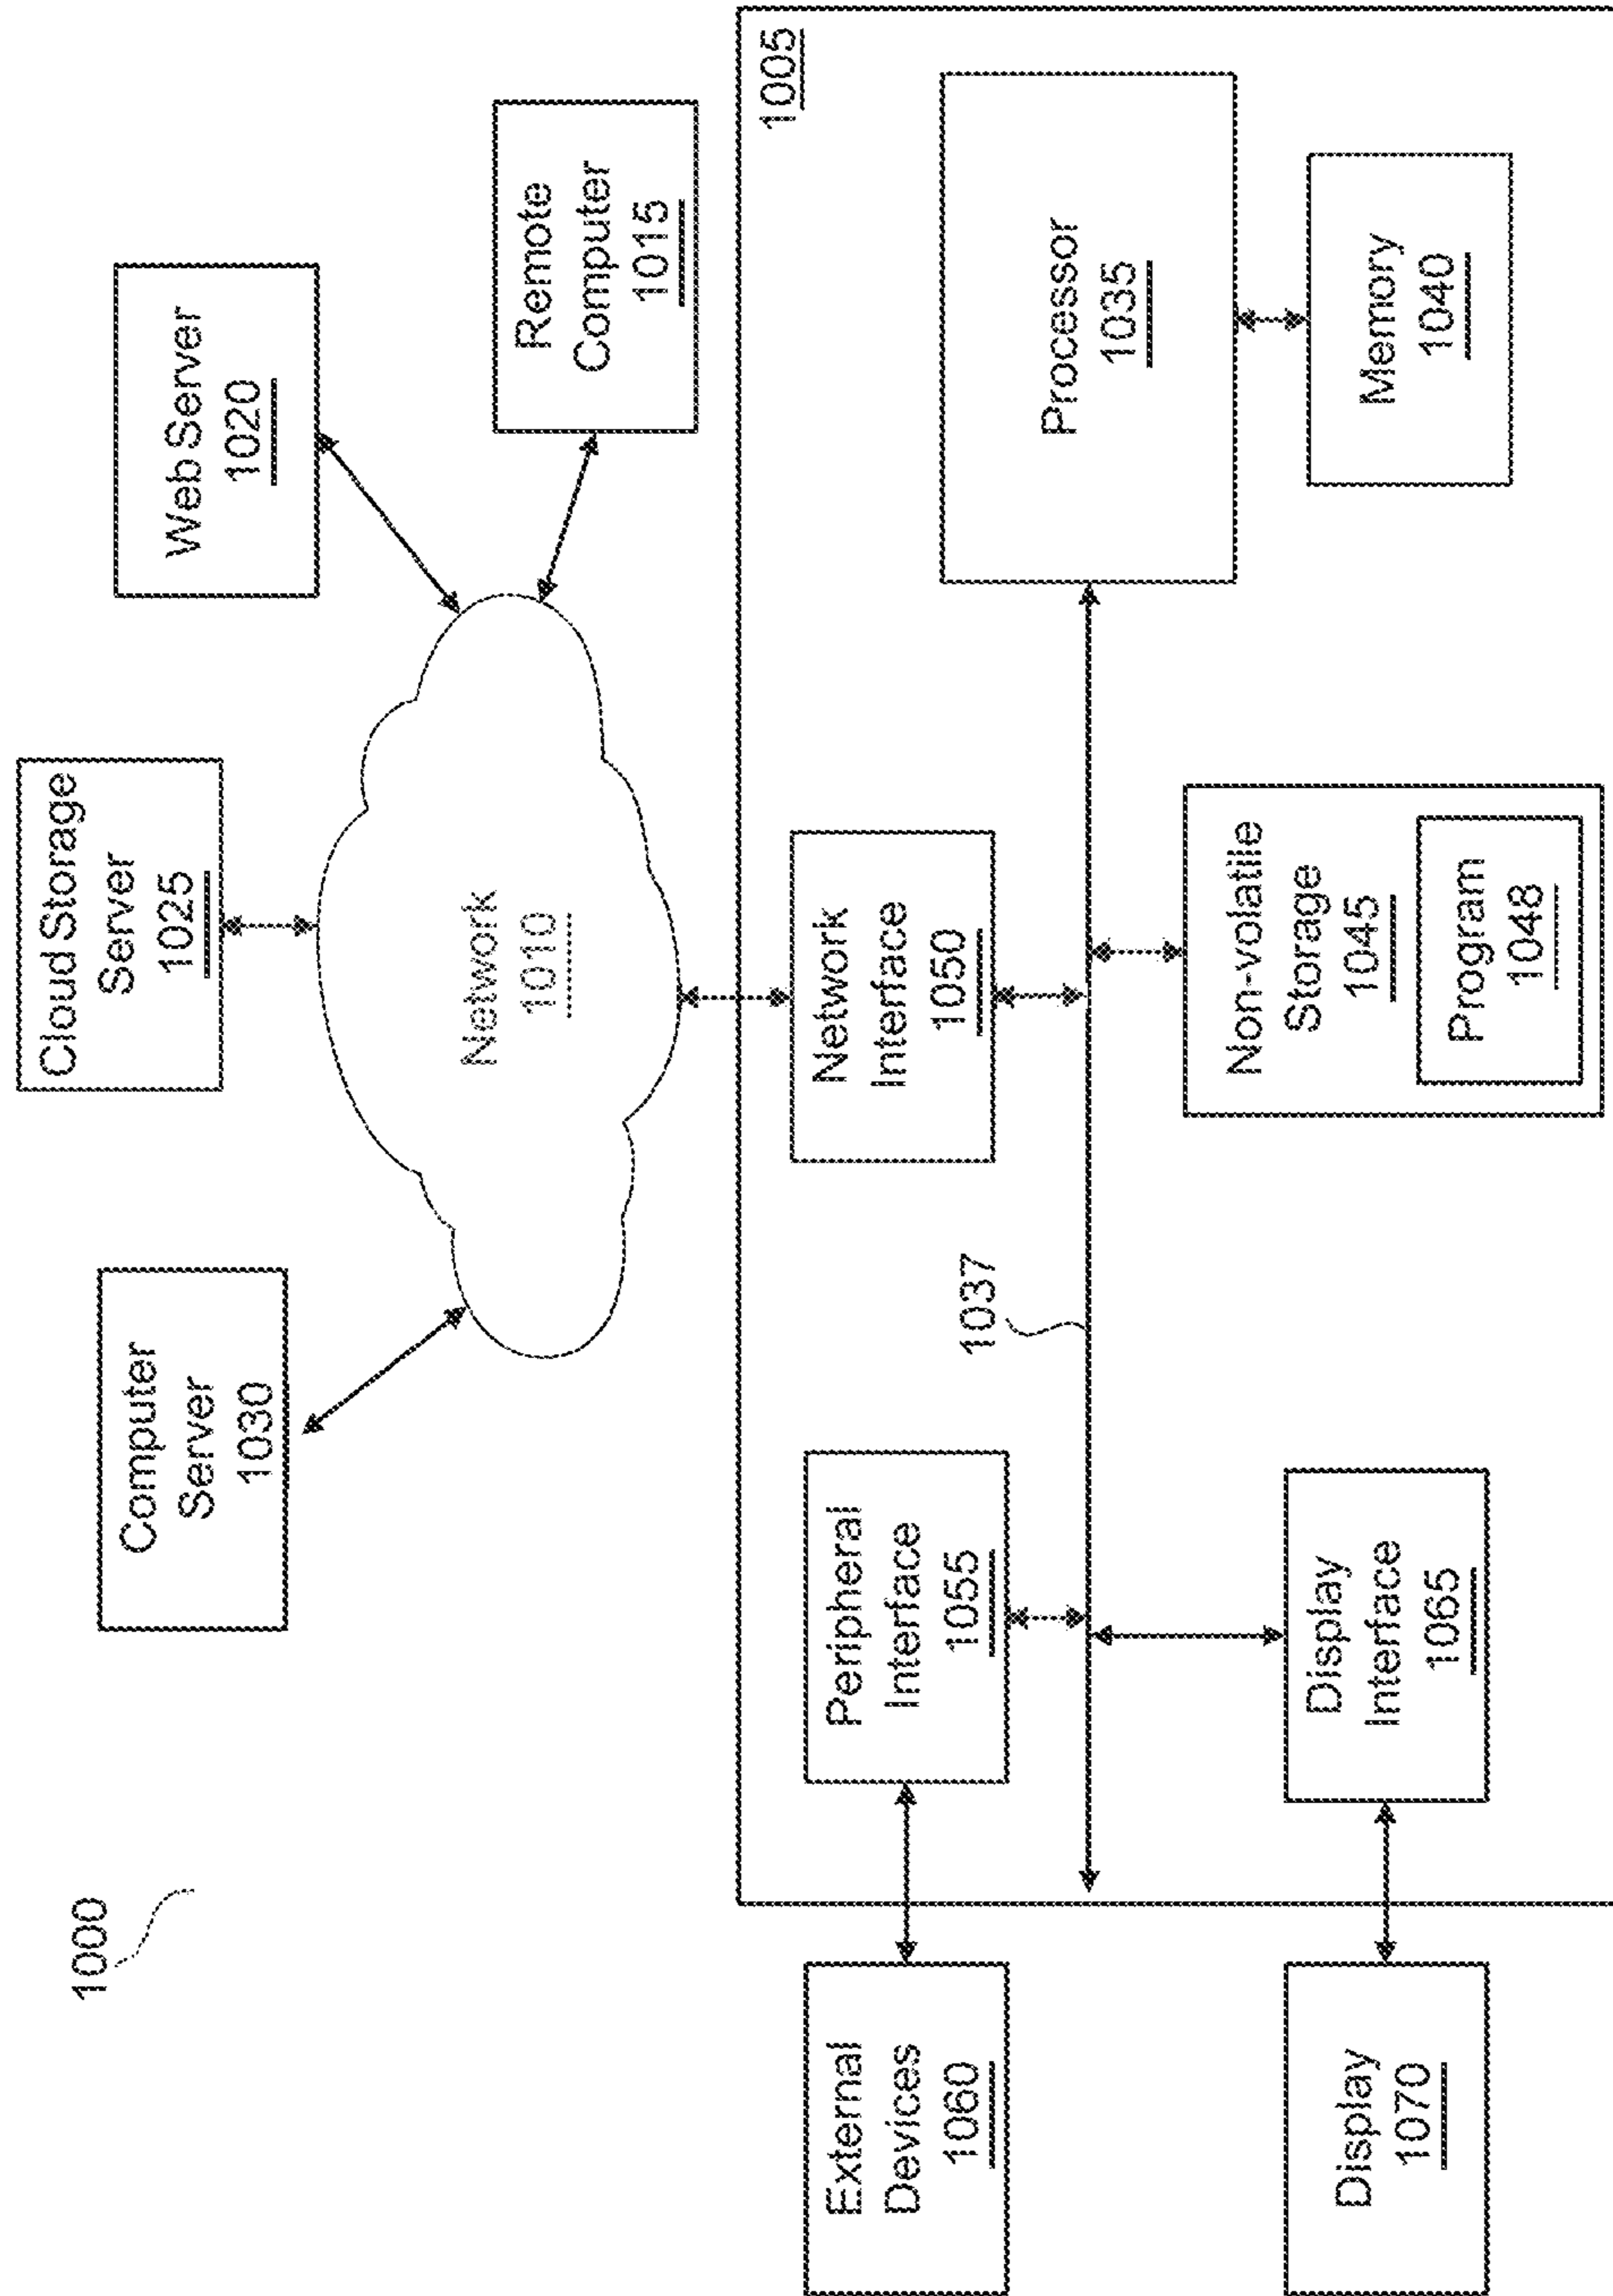 1000
Computer
Server
1030
Cloud Storage
Server
1025
Web Server
1020
Remote
Computer
1015
Network
1010
1005
External
Devices
1060
Peripheral
Interface
1055
Network
Interface
1050
1037
Processor
1035
Display
1070
Display
Interface
1065
Non-volatile
Storage
1045
Program
1048
Memory
1040